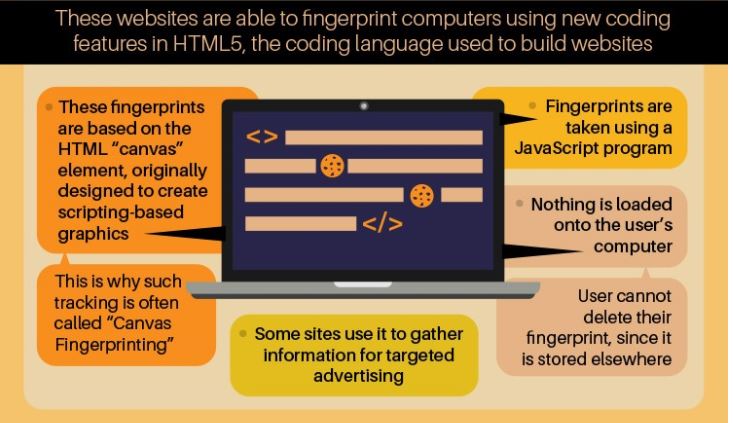 These websites are able to fingerprint computers using new coding
features in HTML5, the coding language used to build websites
These fingerprints
are based on the
HTML “canvas”
element, originally
designed to create
scripting-based
graphics
This is why such
tracking is often
called “Canvas
Fingerprinting”
< >
</>
Some sites use it to gather
information for targeted
advertising
Fingerprints are
taken using a
JavaScript program
Nothing is loaded
onto the user’s
computer
User cannot
delete their
fingerprint, since it
is stored elsewhere